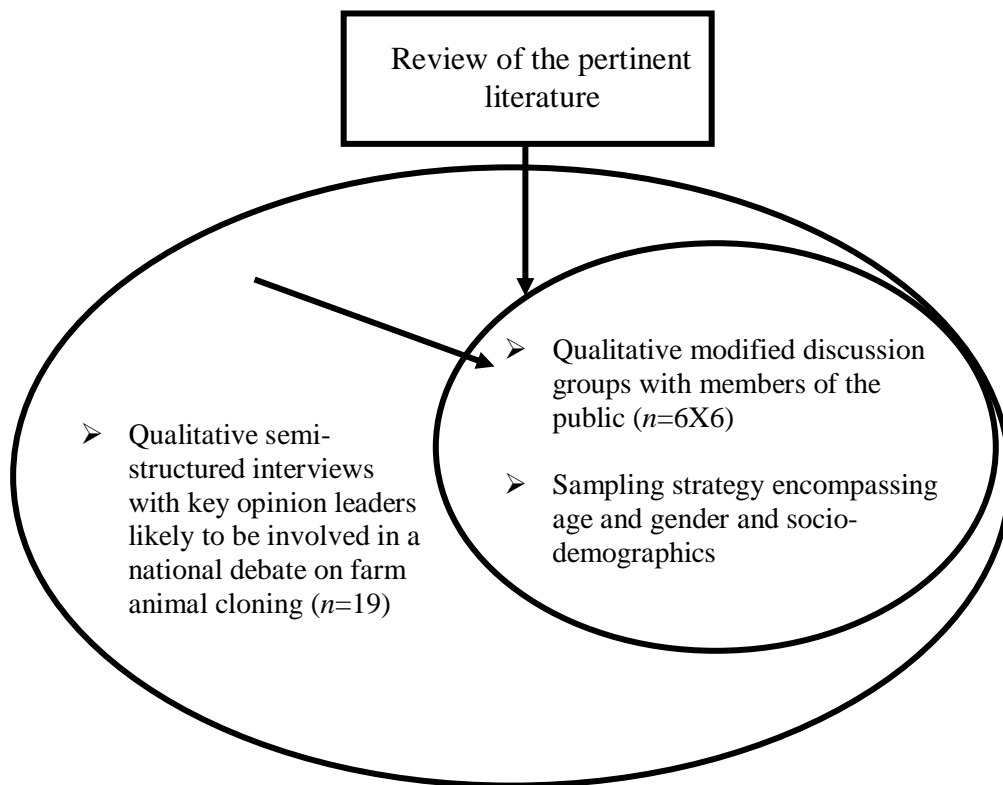 Review of the pertinent
literature
➢ Qualitative modified discussion
groups with members of the
public (n=6X6)
➢ Sampling strategy encompassing
age and gender and socio-
demographics
➢ Qualitative semi-
structured interviews
with key opinion leaders
likely to be involved in a
national debate on farm
animal cloning (n=19)